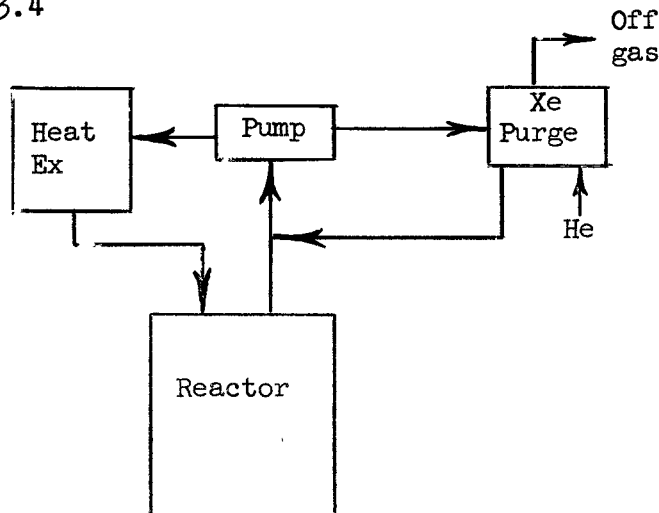 3.4
Off
gas
Heat
Ex
Pump
Xe
Purge
He
Reactor